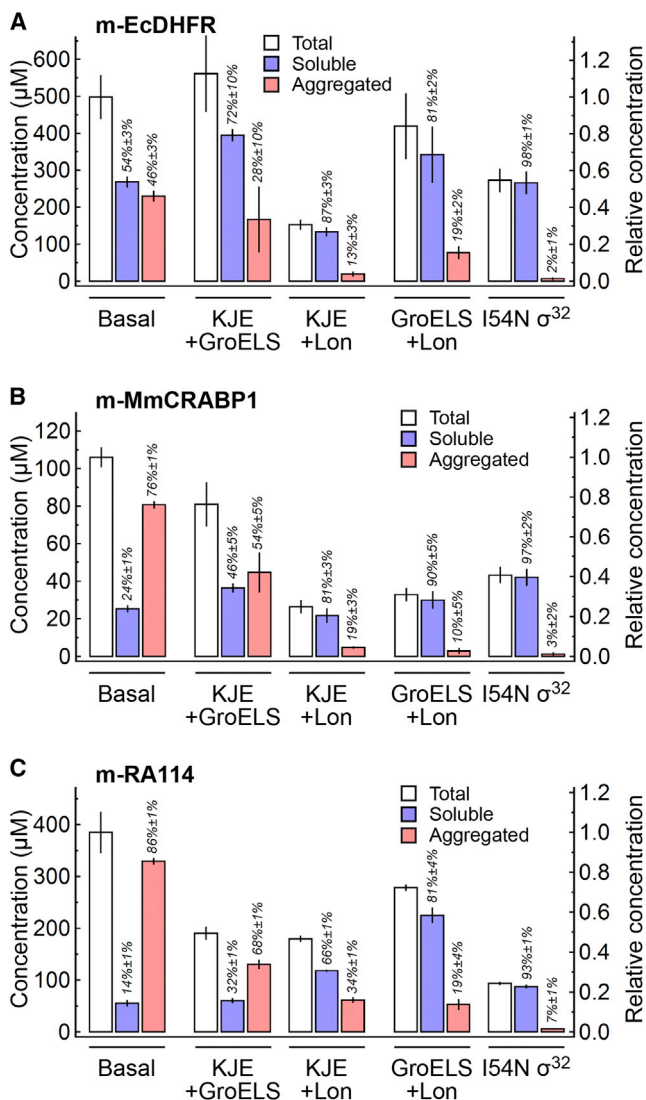 A
m-EcDHFR
Total
Soluble
Aggregated
Concentration (µM)
600
500
400
300
200
100
0
54%±3%
46%±3%
72%±10%
28%±10%
87%±3%
13%±3%
81%±2%
19%±2%
98%±1%
2%±1%
1.2
1.0
0.8
0.6
0.4
0.2
0.0
Relative concentration
Basal
KJE
+GroELS
KJE
+Lon
GroELS
+Lon
I54N σ³²
B
m-MmCRABP1
Total
Soluble
Aggregated
Concentration (µM)
120
100
80
60
40
20
0
24%±1%
76%±1%
46%±5%
54%±5%
81%±3%
19%±3%
90%±5%
10%±5%
97%±2%
3%±2%
1.2
1.0
0.8
0.6
0.4
0.2
0.0
Relative concentration
Basal
KJE
+GroELS
KJE
+Lon
GroELS
+Lon
I54N σ³²
C
m-RA114
Total
Soluble
Aggregated
Concentration (µM)
400
300
200
100
0
14%±1%
86%±1%
32%±1%
68%±1%
66%±1%
34%±1%
81%±4%
19%±4%
93%±1%
7%±1%
1.2
1.0
0.8
0.6
0.4
0.2
0.0
Relative concentration
Basal
KJE
+GroELS
KJE
+Lon
GroELS
+Lon
I54N σ³²